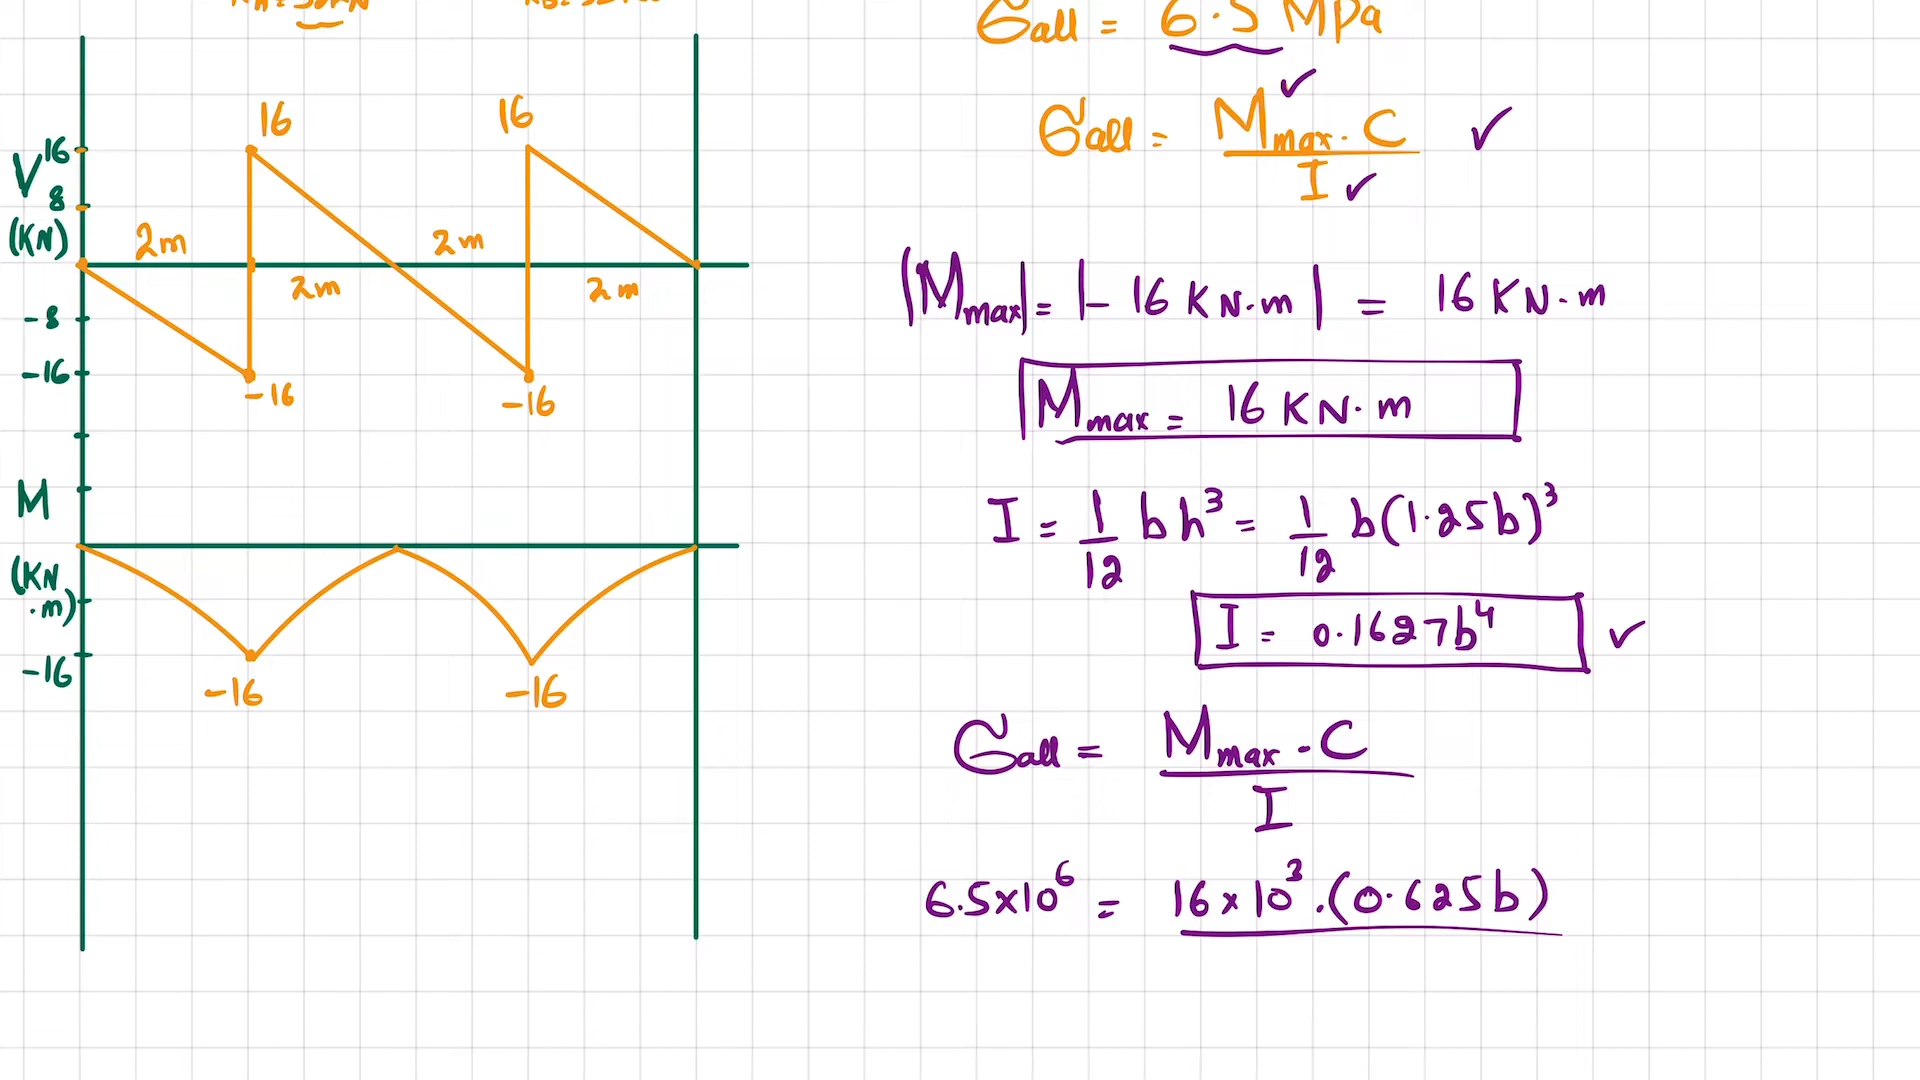 16
16
V 16
8
(KN)
2m
2m
2m
2m
-8
-16
-16
-16
M
(KN
.m)
-16
-16
-16
σall = 6.5 MPa
σall = Mmax . C ✓
I ✓
|Mmax| = |- 16 KN.m | = 16 KN.m
Mmax = 16 KN.m
I = 1/12 bh³ = 1/12 b(1.25b)³
I = 0.1627b⁴ ✓
σall = Mmax . C
I
6.5x10⁶ = 16x10³.(0.625b)